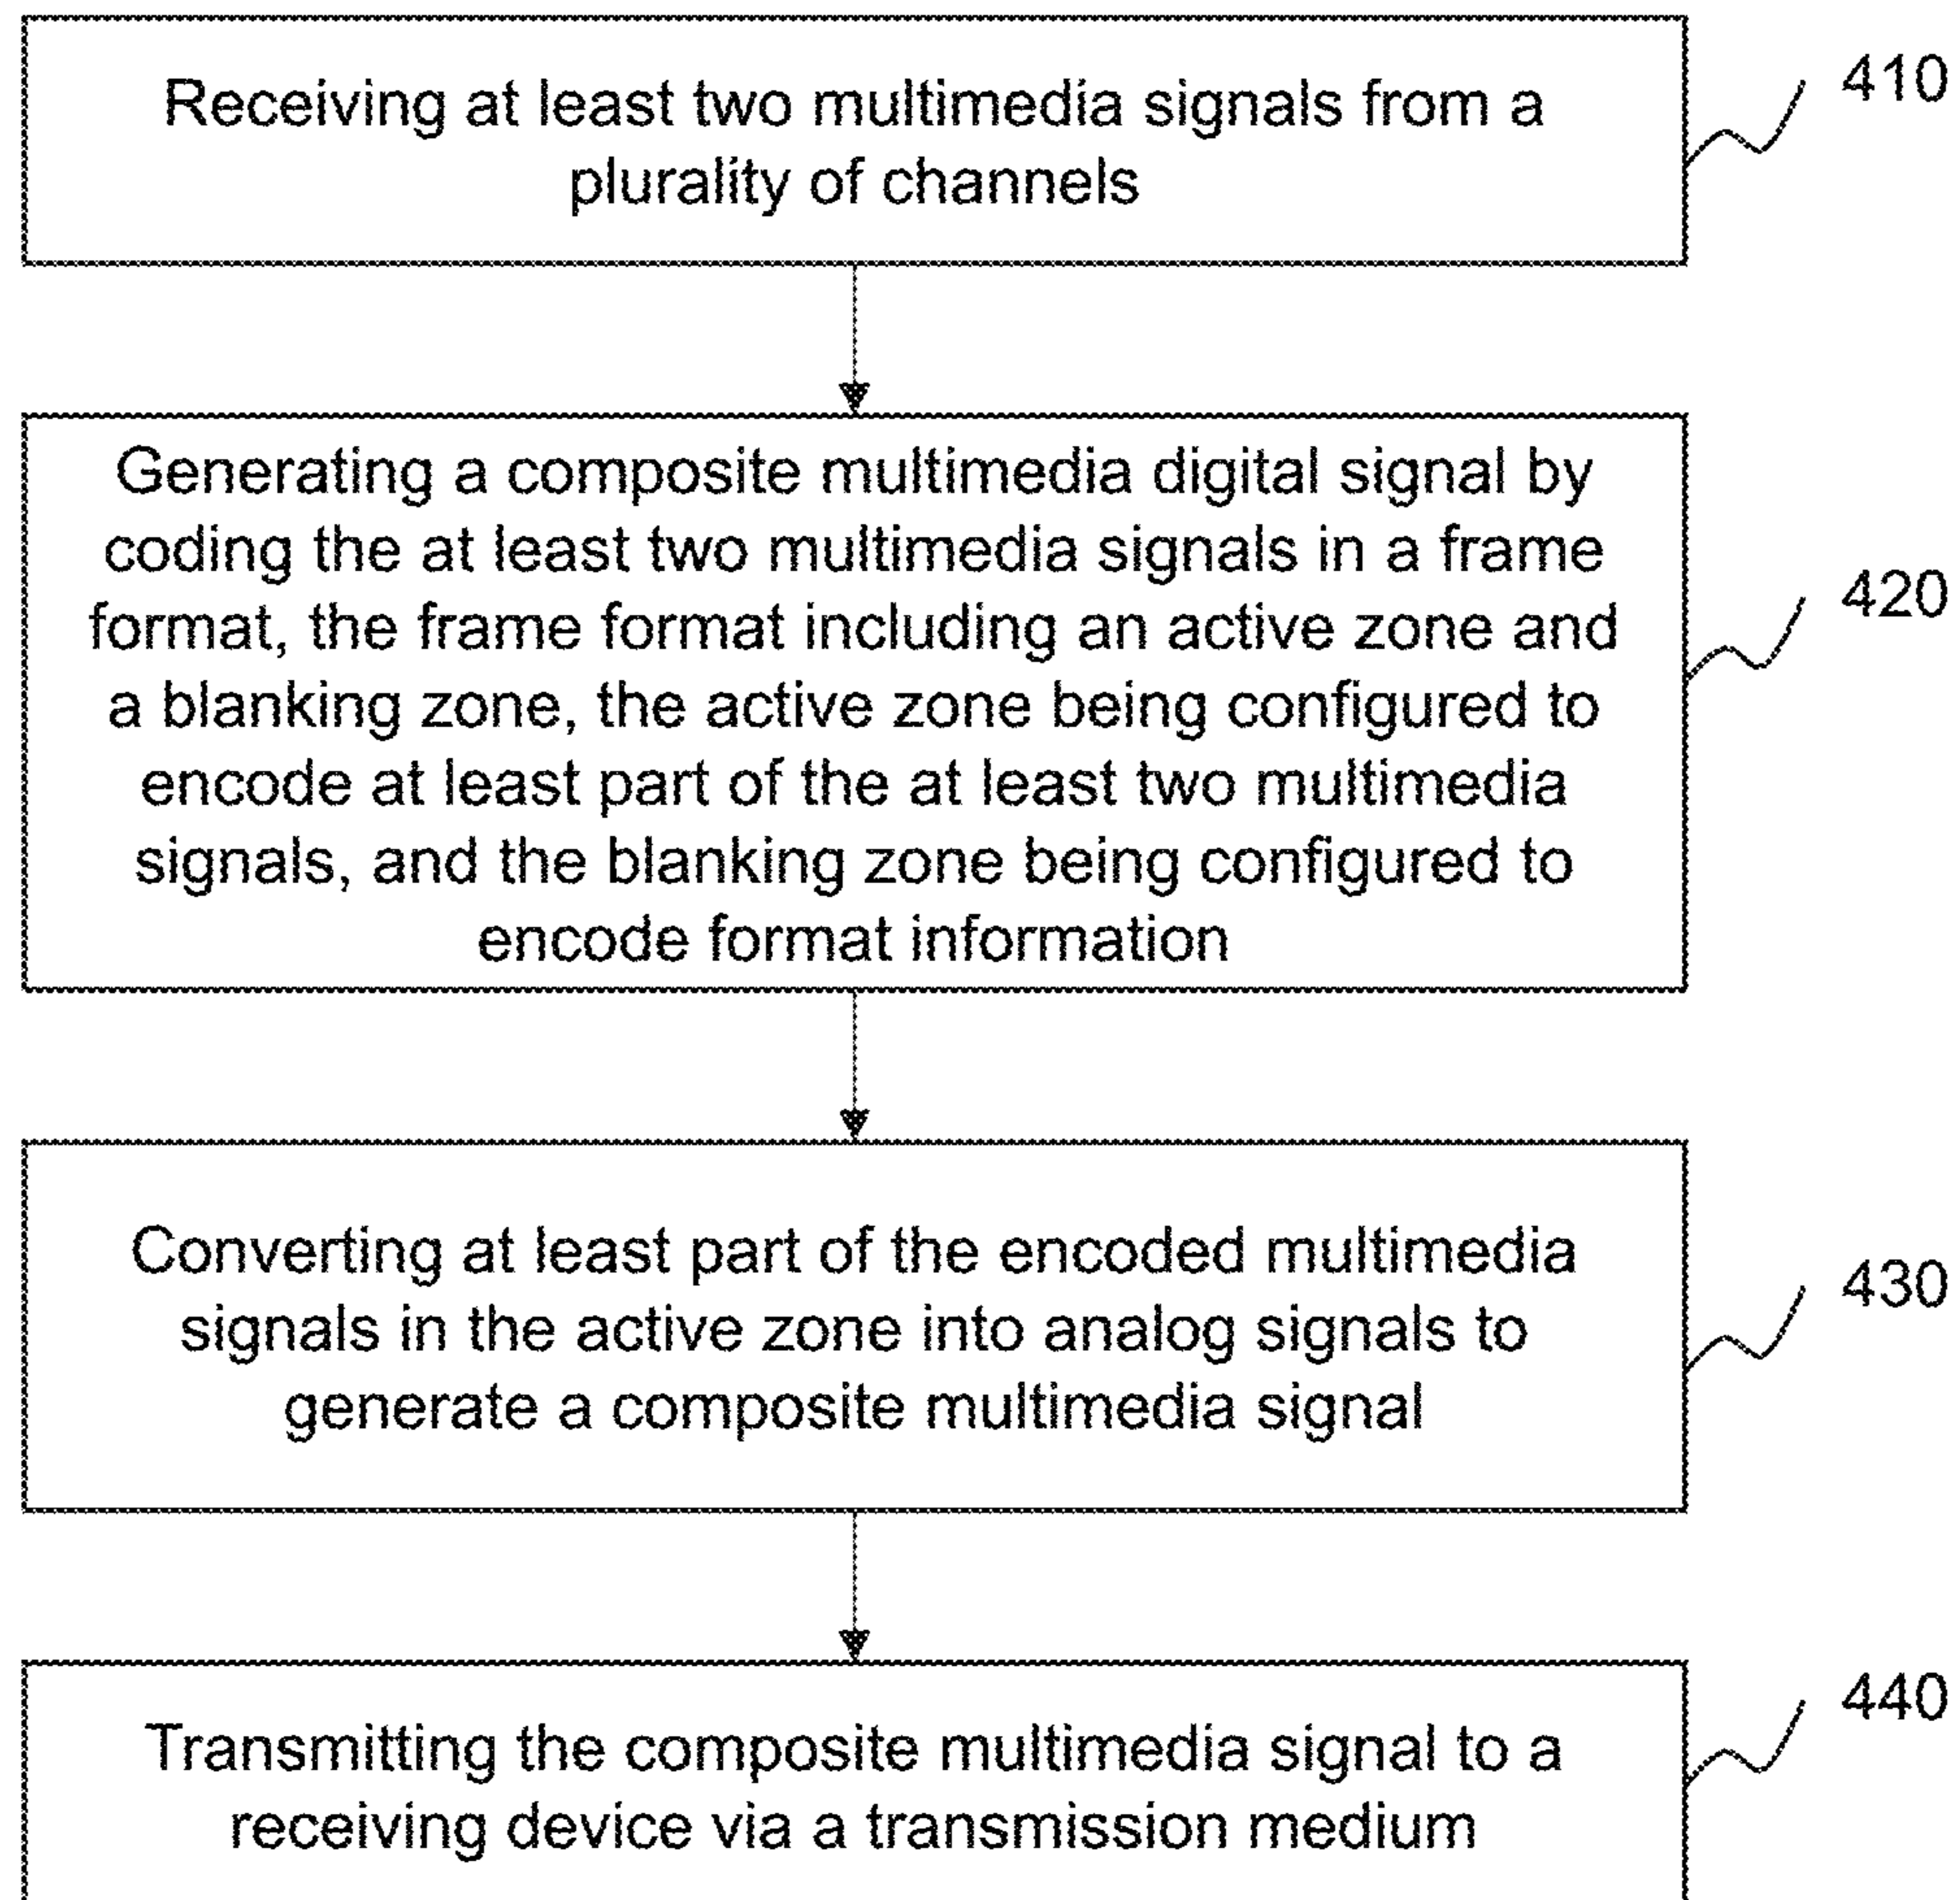 Receiving at least two multimedia signals from a
plurality of channels
410
Generating a composite multimedia digital signal by
coding the at least two multimedia signals in a frame
format, the frame format including an active zone and
a blanking zone, the active zone being configured to
encode at least part of the at least two multimedia
signals, and the blanking zone being configured to
encode format information
420
Converting at least part of the encoded multimedia
signals in the active zone into analog signals to
generate a composite multimedia signal
430
Transmitting the composite multimedia signal to a
receiving device via a transmission medium
440